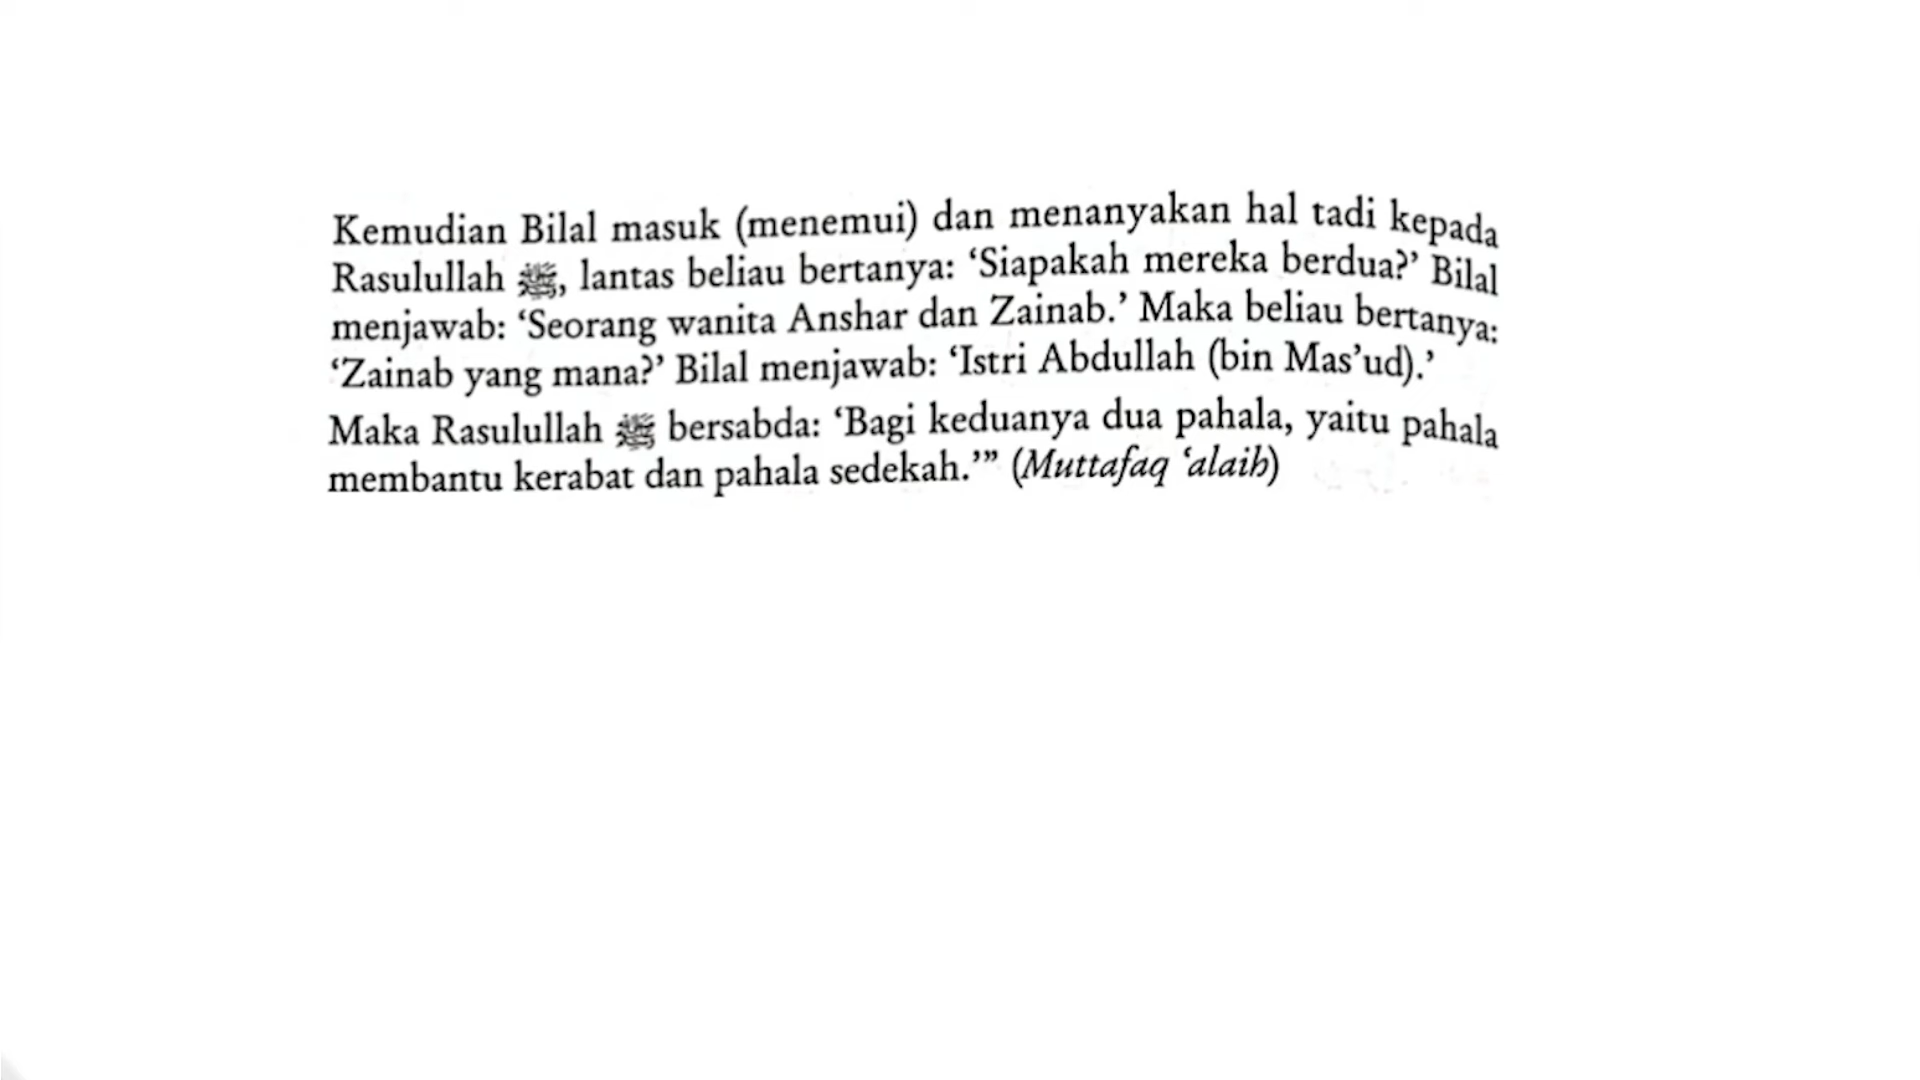 Kemudian Bilal masuk (menemui) dan menanyakan hal tadi kepada
Rasulullah ﷺ, lantas beliau bertanya: ‘Siapakah mereka berdua?’ Bilal
menjawab: ‘Seorang wanita Anshar dan Zainab.’ Maka beliau bertanya:
‘Zainab yang mana?’ Bilal menjawab: ‘Istri Abdullah (bin Mas’ud).’
Maka Rasulullah ﷺ bersabda: ‘Bagi keduanya dua pahala, yaitu pahala
membantu kerabat dan pahala sedekah.’” (Muttafaq ‘alaih)